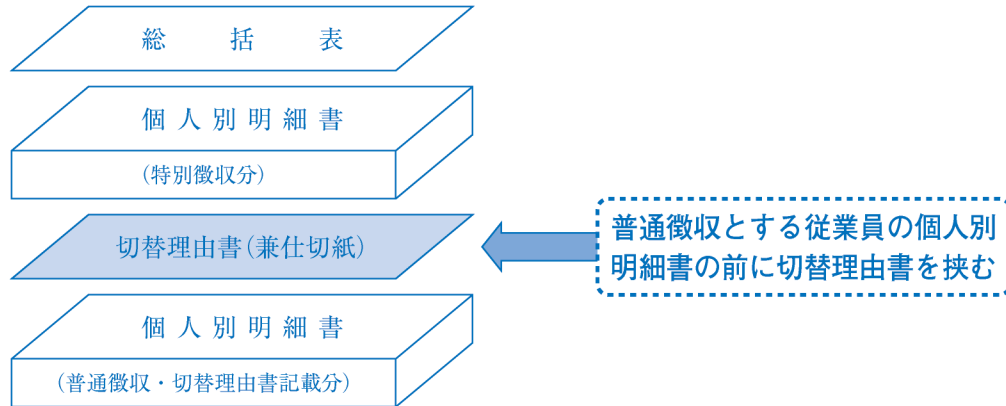 総括表
個人別明細書
(特別徴収分)
切替理由書(兼仕切紙)
普通徴収とする従業員の個人別
明細書の前に切替理由書を挟む
個人別明細書
(普通徴収・切替理由書記載分)